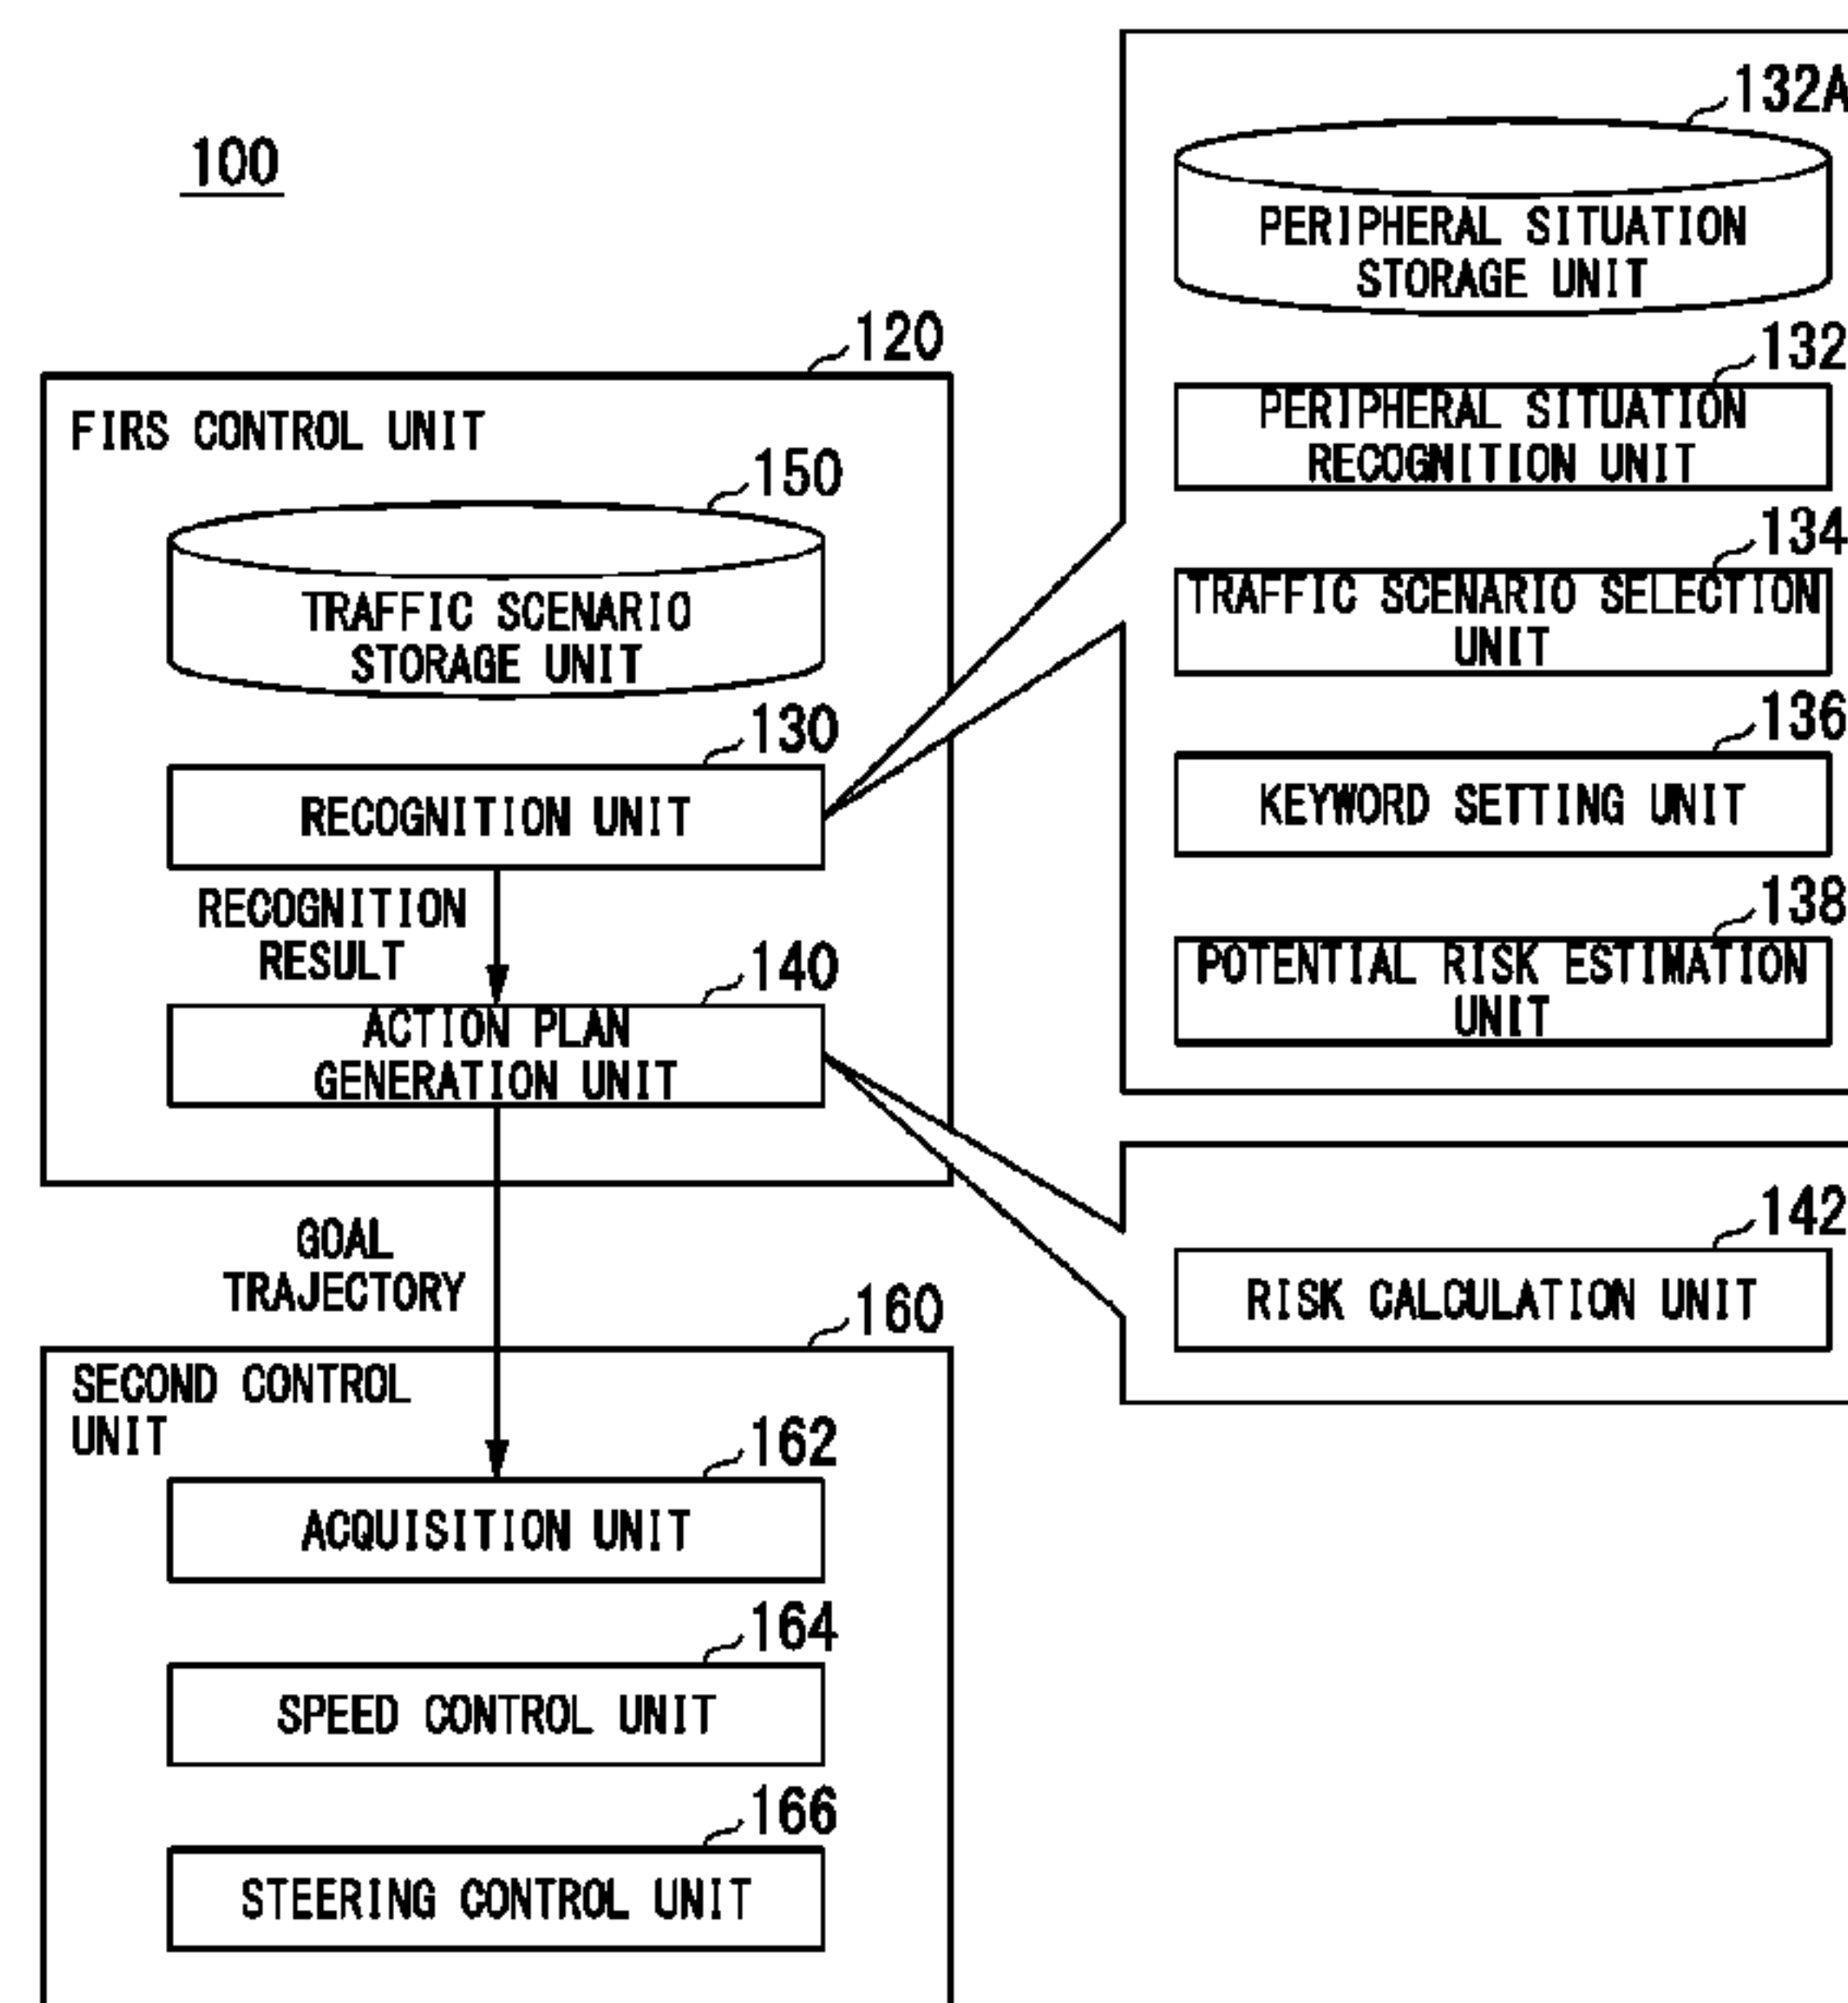 100
120
FIRS CONTROL UNIT
150
TRAFFIC SCENARIO
STORAGE UNIT
130
RECOGNITION UNIT
RECOGNITION
RESULT
140
ACTION PLAN
GENERATION UNIT
GOAL
TRAJECTORY
160
SECOND CONTROL
UNIT
162
ACQUISITION UNIT
164
SPEED CONTROL UNIT
166
STEERING CONTROL UNIT
132A
PERIPHERAL SITUATION
STORAGE UNIT
132
PERIPHERAL SITUATION
RECOGNITION UNIT
134
TRAFFIC SCENARIO SELECTION
UNIT
136
KEYWORD SETTING UNIT
138
POTENTIAL RISK ESTIMATION
UNIT
142
RISK CALCULATION UNIT